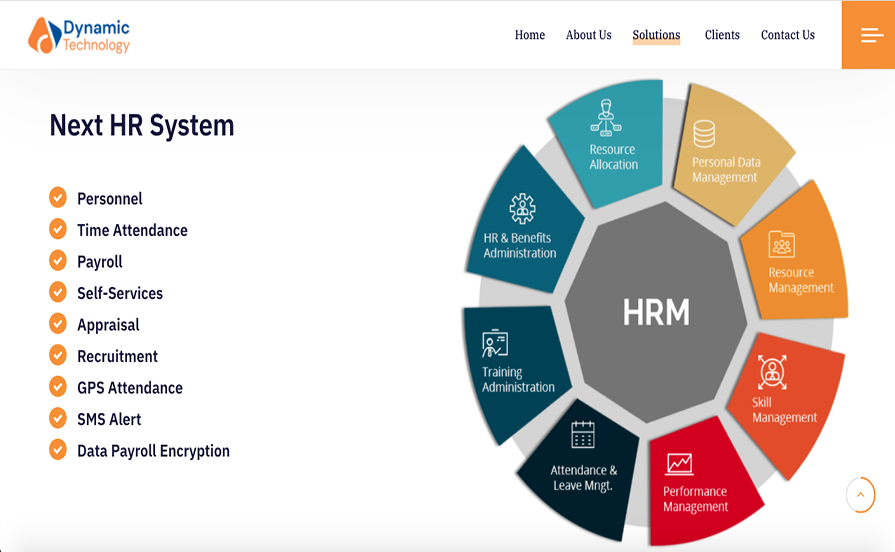 Dynamic
Technology
Home About Us Solutions Clients Contact Us
Next HR System
Personnel
Time Attendance
Payroll
Self-Services
Appraisal
Recruitment
GPS Attendance
SMS Alert
Data Payroll Encryption
HRM
Resource
Allocation
Personal Data
Management
Resource
Management
Skill
Management
Performance
Management
Attendance &
Leave Mngt.
Training
Administration
HR & Benefits
Administration